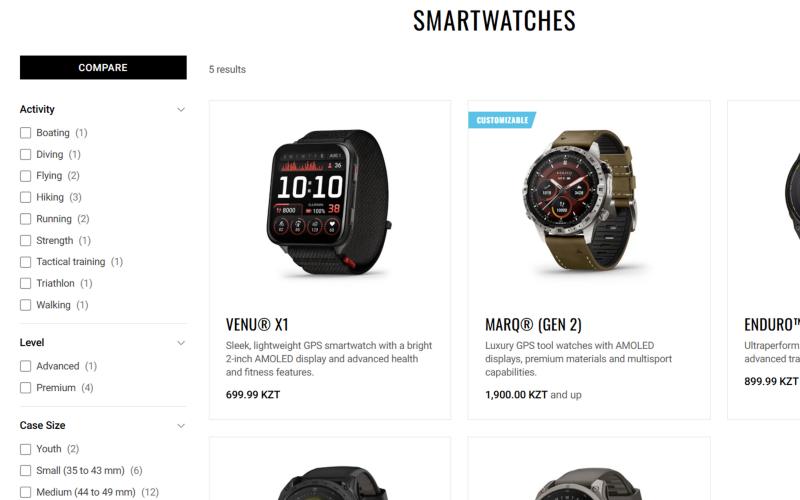 SMARTWATCHES
COMPARE
5 results
Activity
Boating (1)
Diving (1)
Flying (2)
Hiking (3)
Running (2)
Strength (1)
Tactical training (1)
Triathlon (1)
Walking (1)
Level
Advanced (1)
Premium (4)
Case Size
Youth (2)
Small (35 to 43 mm) (6)
Medium (44 to 49 mm) (12)
10:10
8000
100%
38
36
GARMIN
VENU® X1
Sleek, lightweight GPS smartwatch with a bright
2-inch AMOLED display and advanced health
and fitness features.
699.99 KZT
CUSTOMIZABLE
MARQ® (GEN 2)
Luxury GPS tool watches with AMOLED
displays, premium materials and multisport
capabilities.
1,900.00 KZT and up
ENDURO™
Ultraperform
advanced tra
899.99 KZT